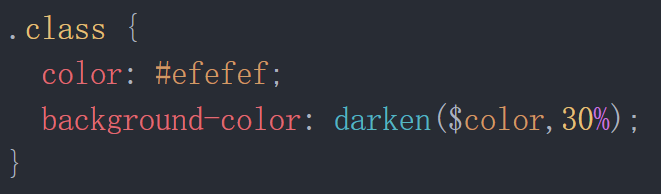 .class {
  color: #efefef;
  background-color: darken($color,30%);
}